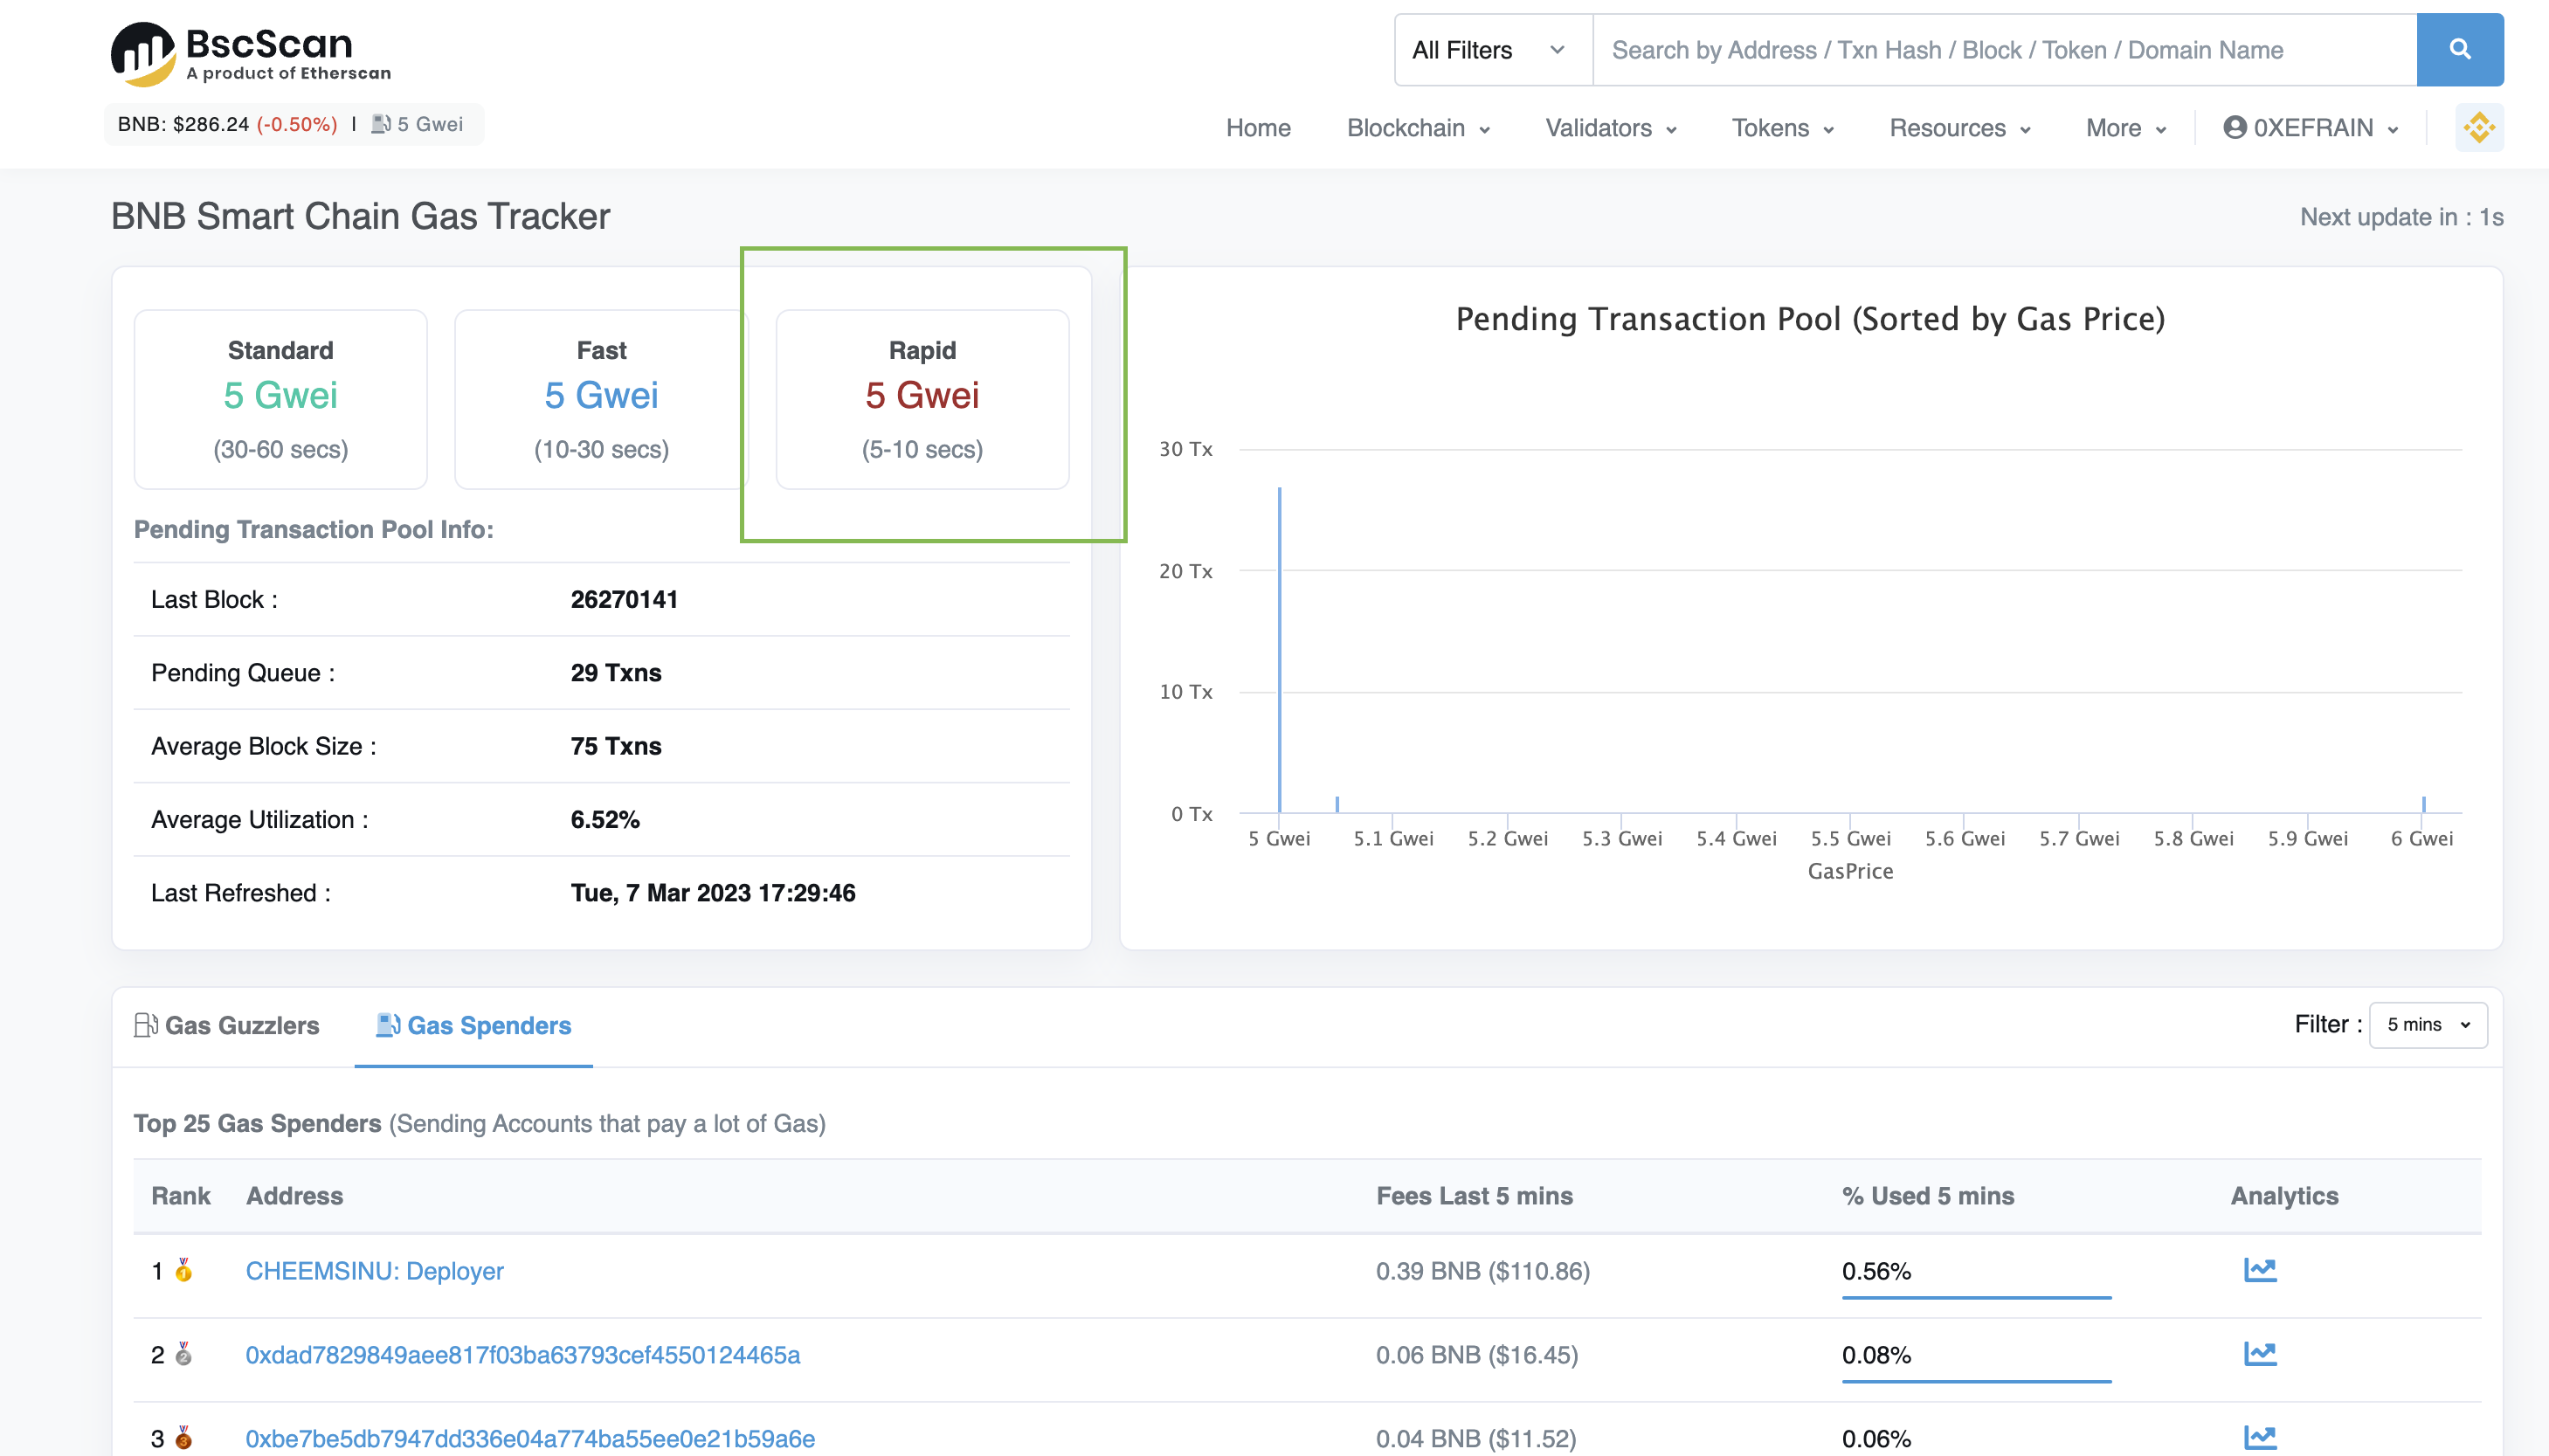 BscScan
A product of Etherscan
All Filters
Search by Address / Txn Hash / Block / Token / Domain Name
BNB: $286.24 (-0.50%) | 5 Gwei
Home Blockchain Validators Tokens Resources More 0XEFRAIN
BNB Smart Chain Gas Tracker
Next update in : 1s
Standard
5 Gwei
(30-60 secs)
Fast
5 Gwei
(10-30 secs)
Rapid
5 Gwei
(5-10 secs)
Pending Transaction Pool Info:
Last Block : 26270141
Pending Queue : 29 Txns
Average Block Size : 75 Txns
Average Utilization : 6.52%
Last Refreshed : Tue, 7 Mar 2023 17:29:46
Pending Transaction Pool (Sorted by Gas Price)
30 Tx
20 Tx
10 Tx
0 Tx
5 Gwei 5.1 Gwei 5.2 Gwei 5.3 Gwei 5.4 Gwei 5.5 Gwei 5.6 Gwei 5.7 Gwei 5.8 Gwei 5.9 Gwei 6 Gwei
GasPrice
Gas Guzzlers Gas Spenders
Filter : 5 mins
Top 25 Gas Spenders (Sending Accounts that pay a lot of Gas)
Rank Address Fees Last 5 mins % Used 5 mins Analytics
1 CHEEMSINU: Deployer 0.39 BNB ($110.86) 0.56%
2 0xdad7829849aee817f03ba63793cef4550124465a 0.06 BNB ($16.45) 0.08%
3 0xbe7be5db7947dd336e04a774ba55ee0e21b59a6e 0.04 BNB ($11.52) 0.06%